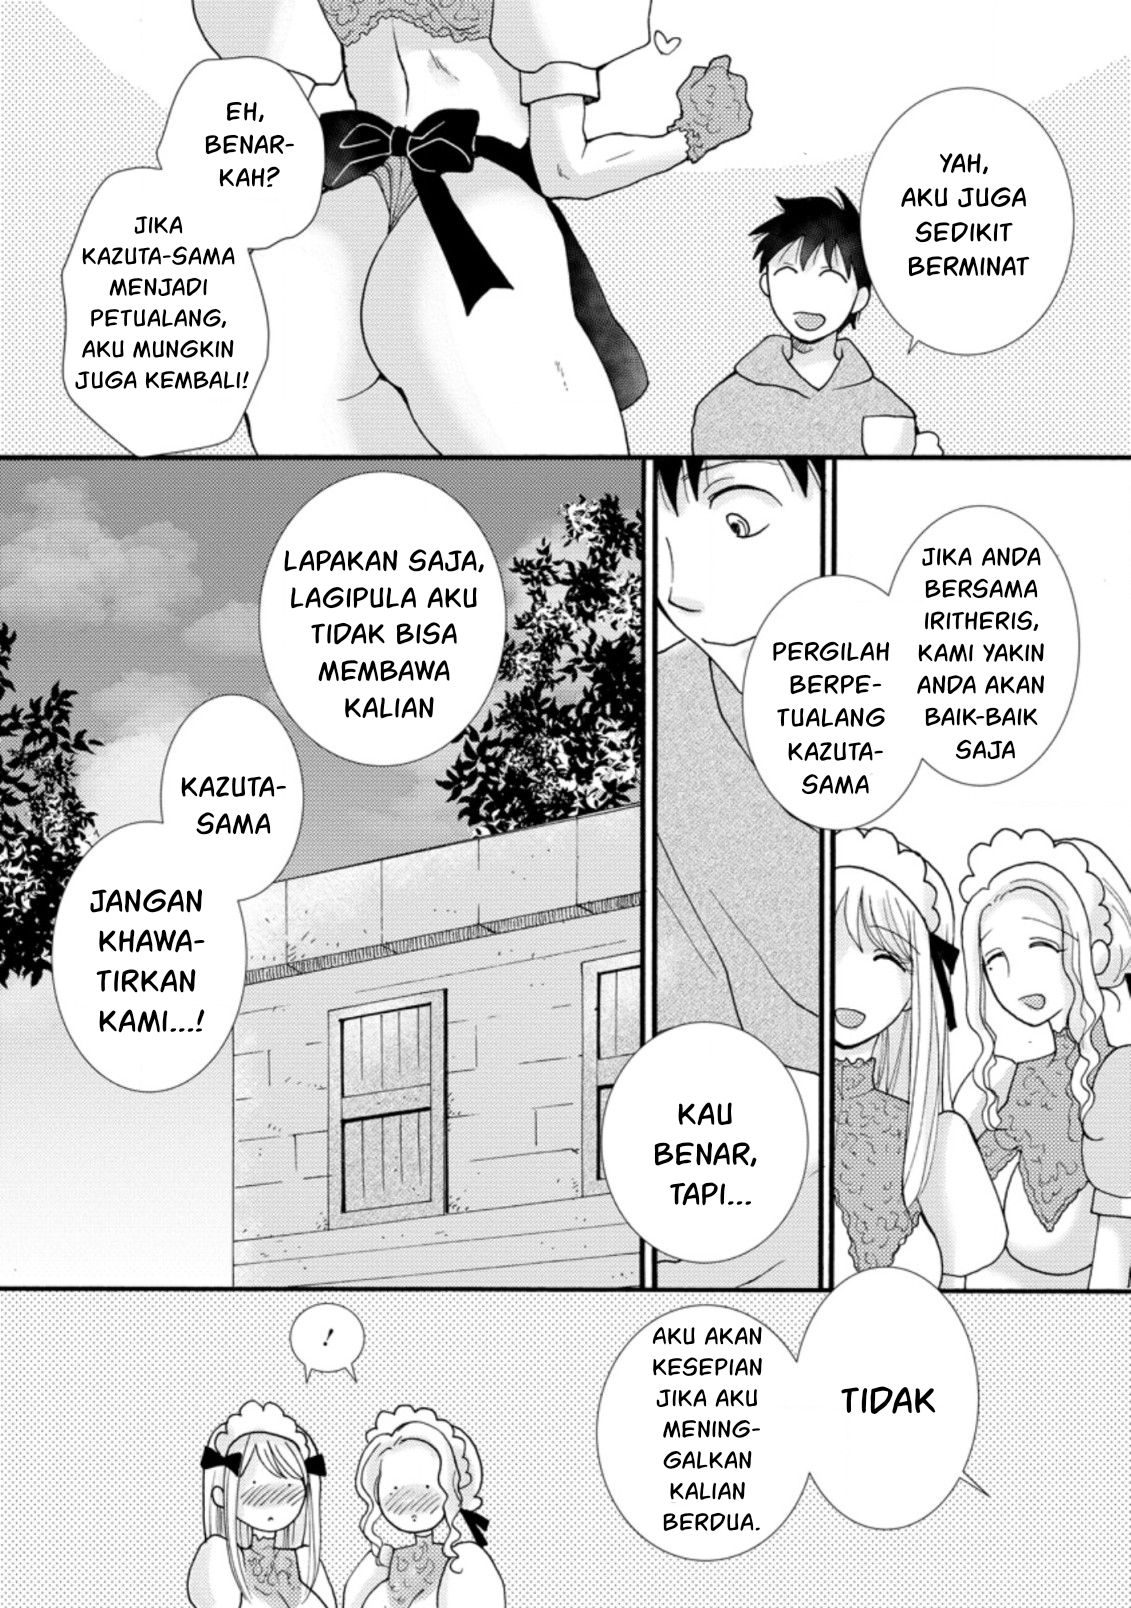 YAH,
AKU JUGA
SEDIKIT
BERMINAT
EH,
BENAR-
KAH?
JIKA
KAZUTA-SAMA
MENJADI
PETUALANG,
AKU MUNGKIN
JUGA KEMBALI!
JIKA ANDA
BERSAMA
IRITHERIS,
KAMI YAKIN
ANDA AKAN
BAIK-BAIK
SAJA
PERGILAH
BERPE-
TUALANG
KAZUTA-
SAMA
KAU
BENAR,
TAPI...
LAPAKAN SAJA,
LAGIPULA AKU
TIDAK BISA
MEMBAWA
KALIAN
KAZUTA-
SAMA
JANGAN
KHAWA-
TIRKAN
KAMI...!
TIDAK
AKU AKAN
KESEPIAN
JIKA AKU
MENING-
GALKAN
KALIAN
BERDUA.
!